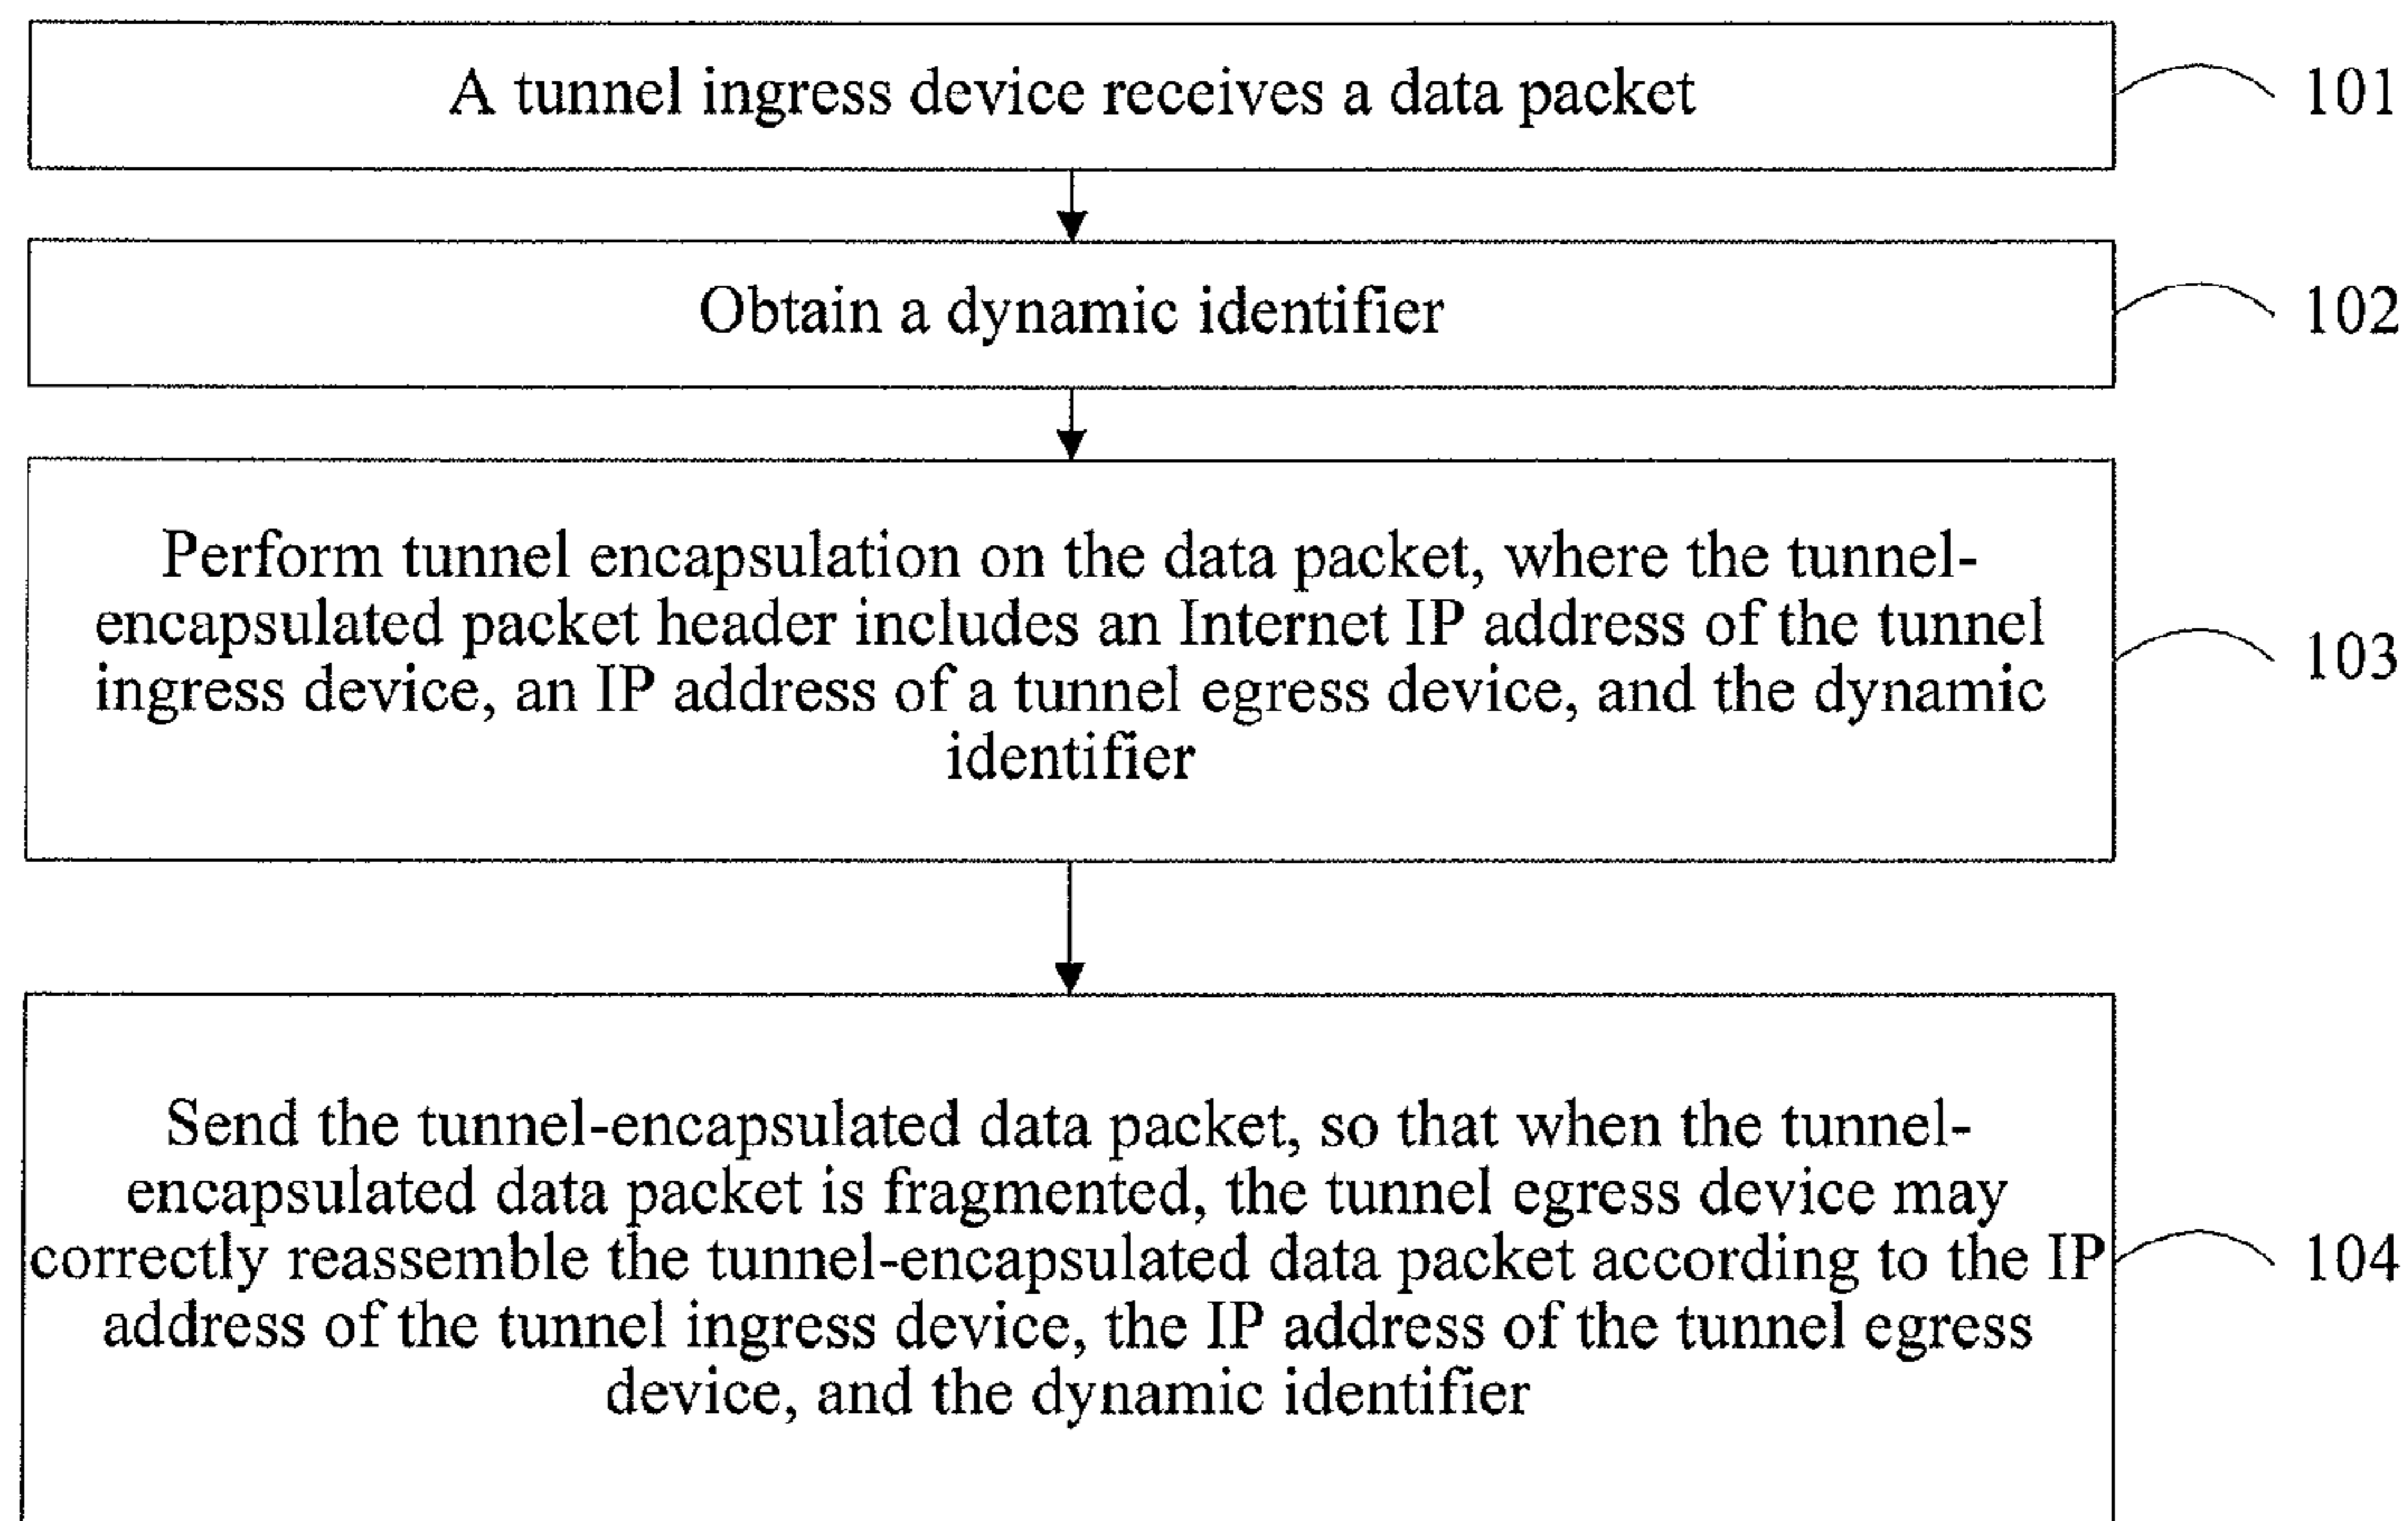 A tunnel ingress device receives a data packet
101
Obtain a dynamic identifier
102
Perform tunnel encapsulation on the data packet, where the tunnel-
encapsulated packet header includes an Internet IP address of the tunnel
ingress device, an IP address of a tunnel egress device, and the dynamic
identifier
103
Send the tunnel-encapsulated data packet, so that when the tunnel-
encapsulated data packet is fragmented, the tunnel egress device may
correctly reassemble the tunnel-encapsulated data packet according to the IP
address of the tunnel ingress device, the IP address of the tunnel egress
device, and the dynamic identifier
104